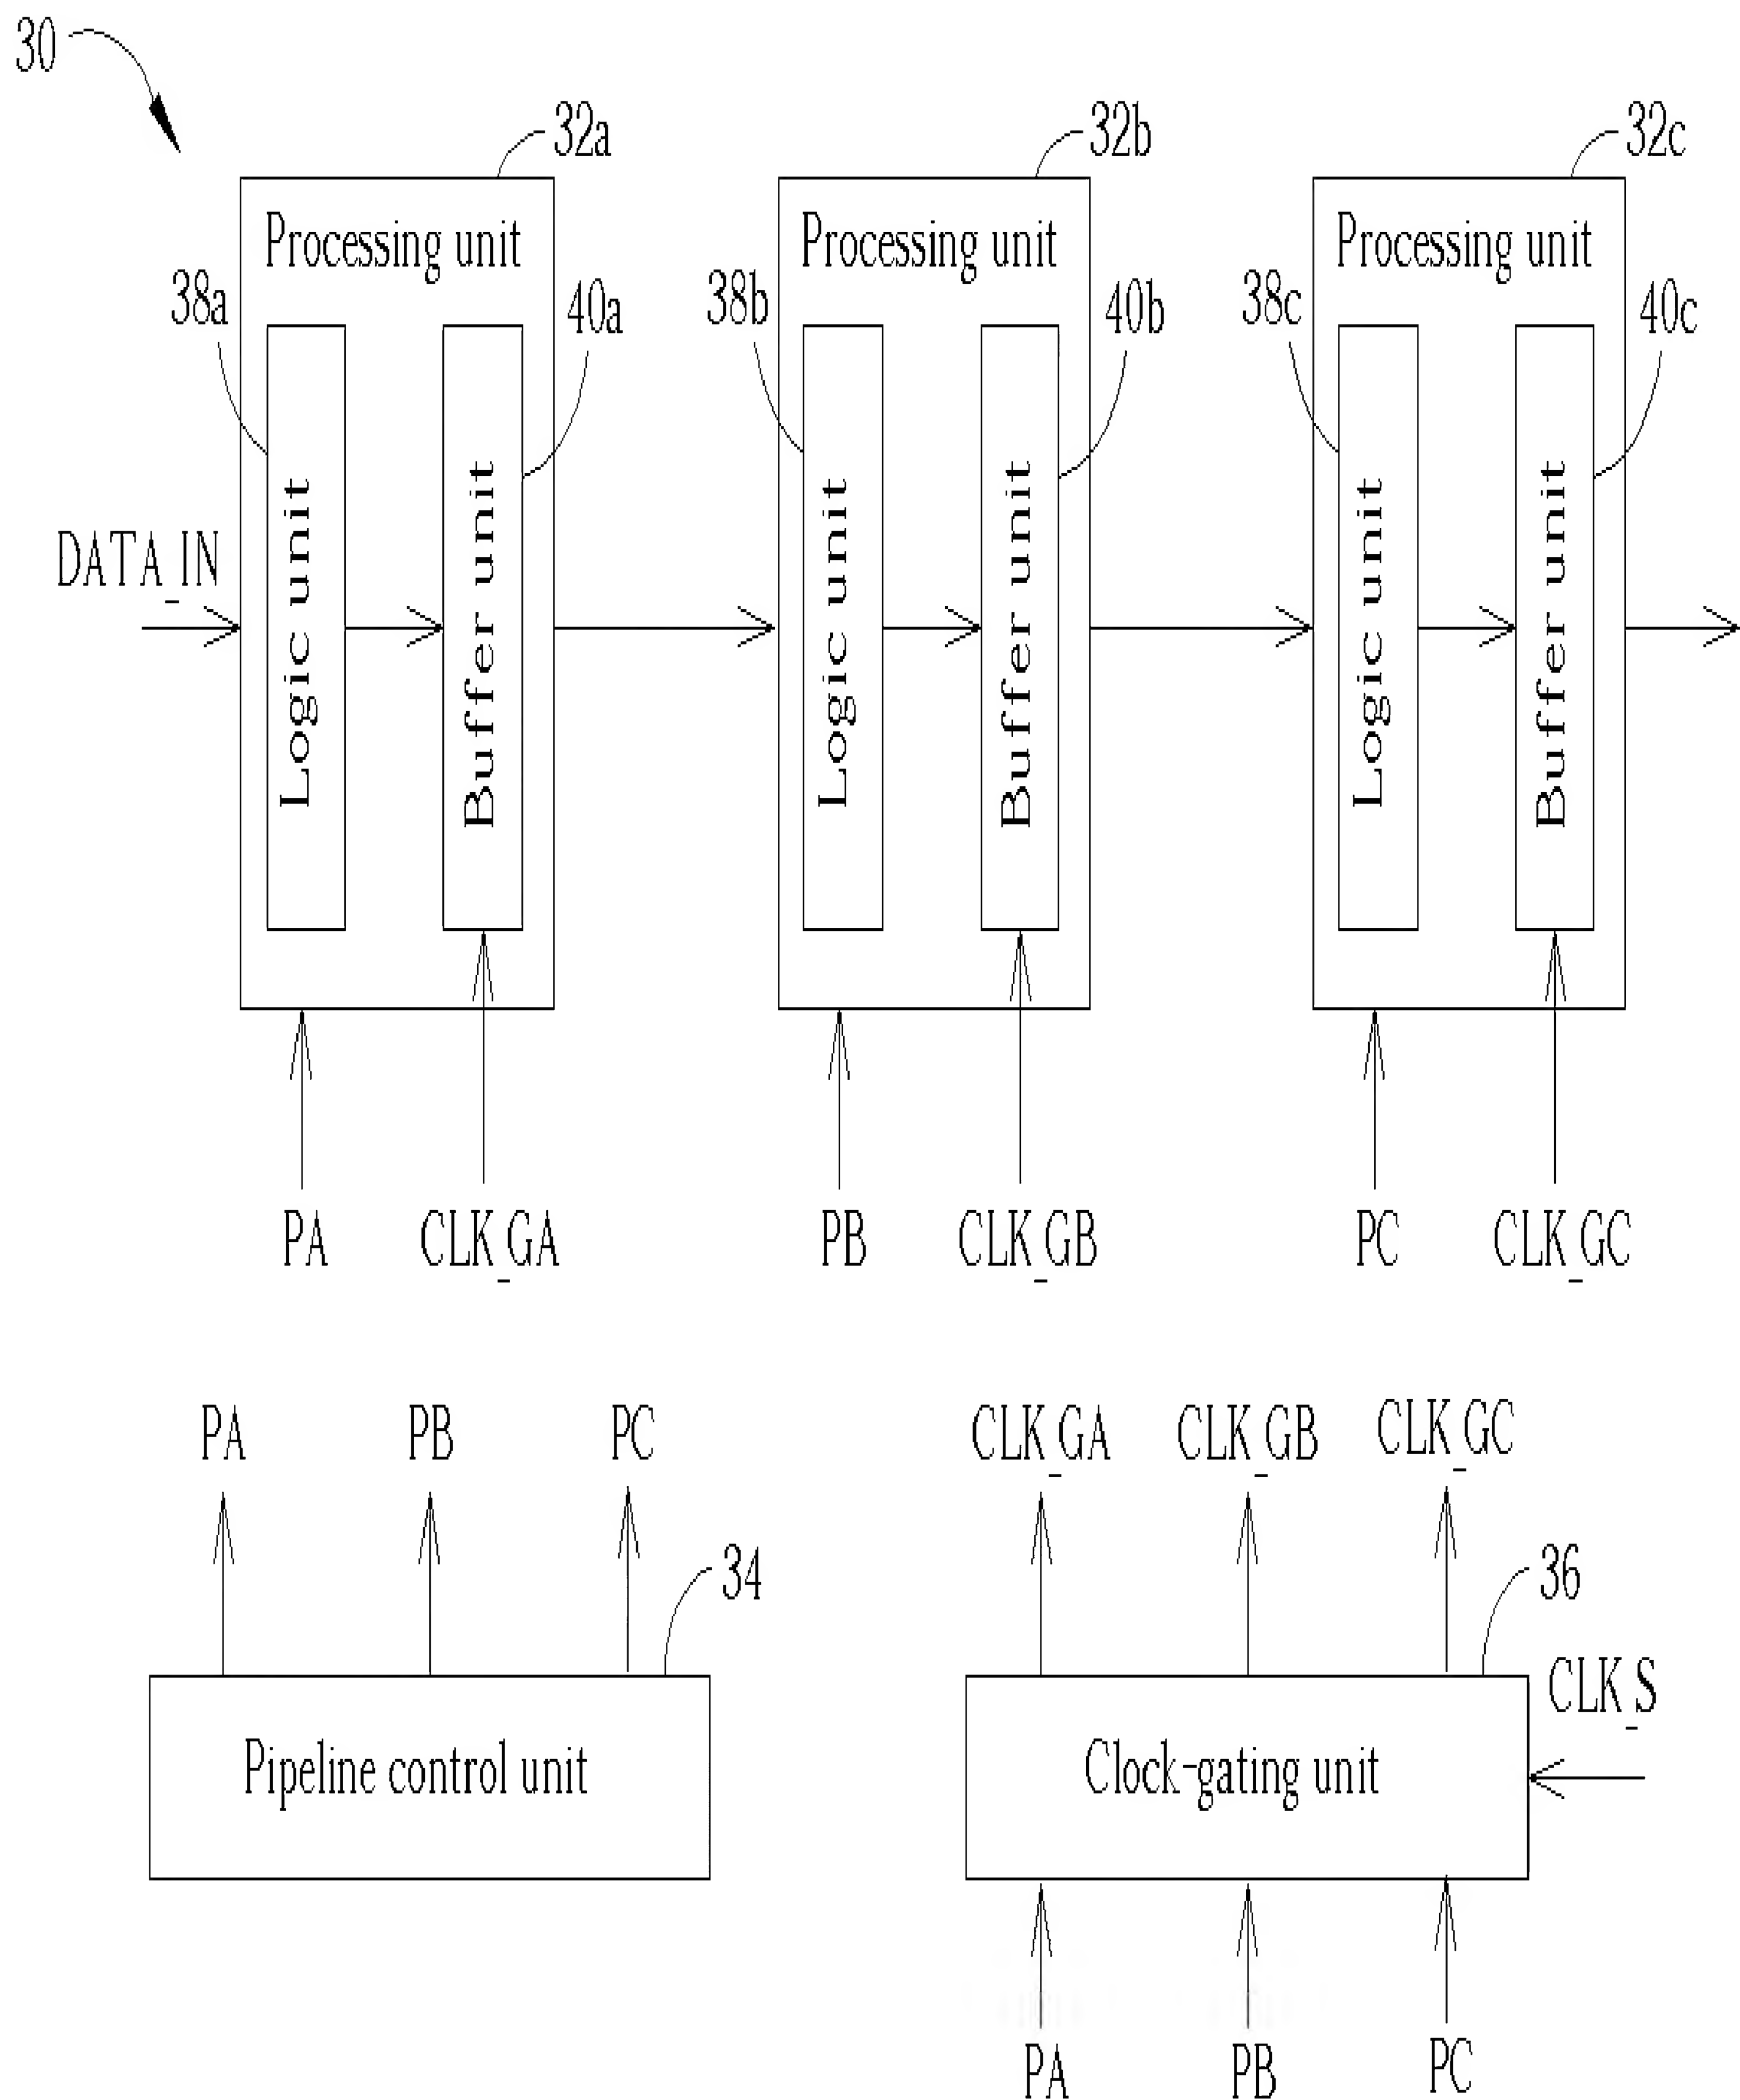 30
32a
32b
32c
Processing unit
Processing unit
Processing unit
38a
40a
38b
40b
38c
40c
Logic unit
Buffer unit
Logic unit
Buffer unit
Logic unit
Buffer unit
DATA_IN
PA
CLK_GA
PB
CLK_GB
PC
CLK_GC
PA
PB
PC
CLK_GA
CLK_GB
CLK_GC
34
36
CLK_S
Pipeline control unit
Clock-gating unit
PA
PB
PC